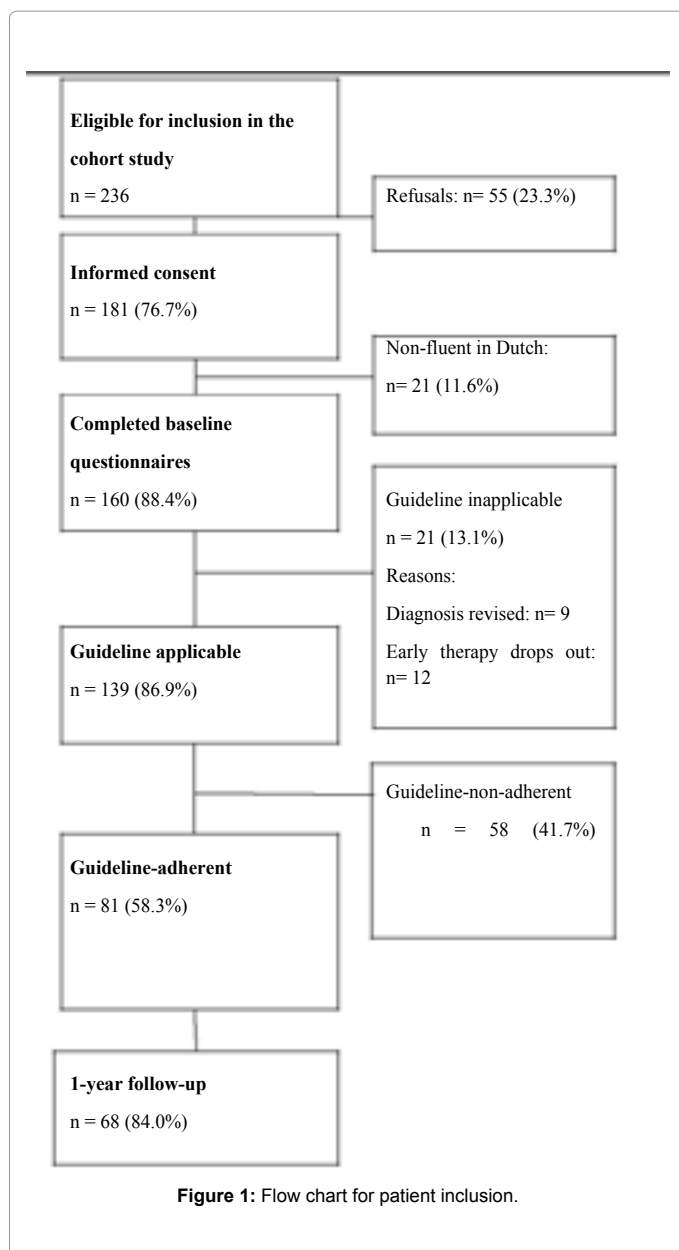 Eligible for inclusion in the
cohort study
n = 236
Refusals: n= 55 (23.3%)
Informed consent
n = 181 (76.7%)
Non-fluent in Dutch:
n= 21 (11.6%)
Completed baseline
questionnaires
n = 160 (88.4%)
Guideline inapplicable
n = 21 (13.1%)
Reasons:
Diagnosis revised: n= 9
Early therapy drops out:
n= 12
Guideline applicable
n = 139 (86.9%)
Guideline-non-adherent
n = 58 (41.7%)
Guideline-adherent
n = 81 (58.3%)
1-year follow-up
n = 68 (84.0%)
Figure 1: Flow chart for patient inclusion.